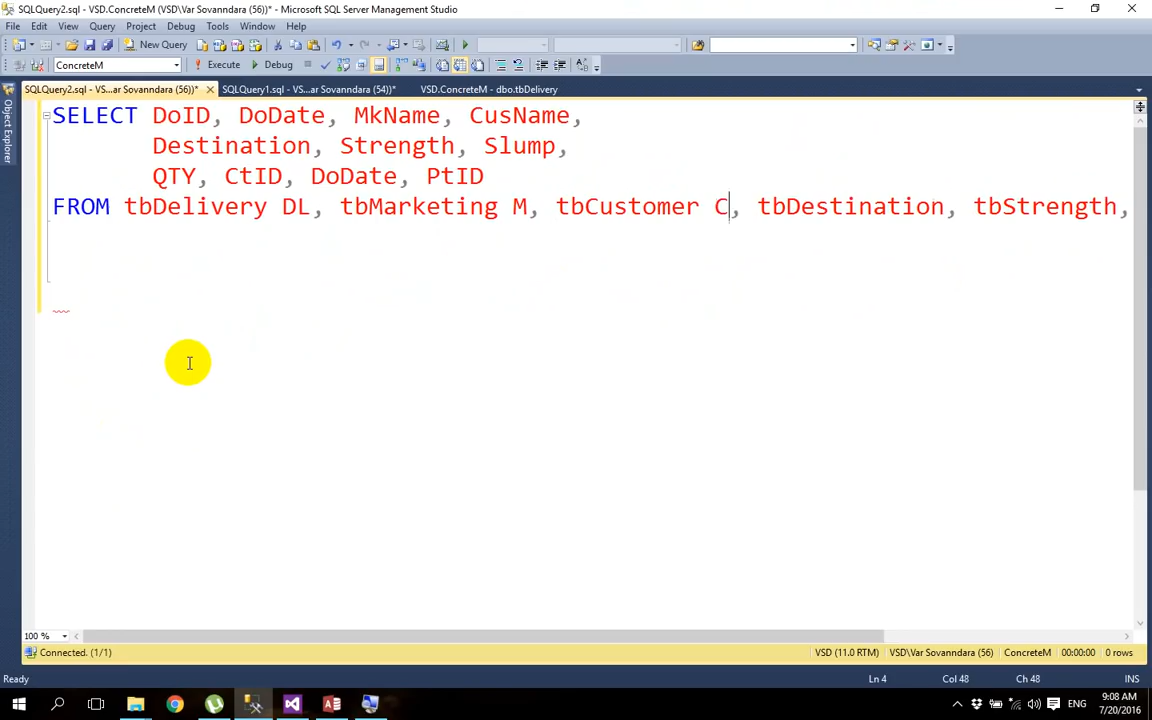 SQLQuery2.sql - VSD.ConcreteM (VSD\Var Sovanndara (56))* - Microsoft SQL Server Management Studio
File Edit View Query Project Debug Tools Window Help
New Query
ConcreteM Execute Debug
SQLQuery2.sql - VS...ar Sovanndara (56))* SQLQuery1.sql - VS...ar Sovanndara (54))* VSD.ConcreteM - dbo.tbDelivery
Object Explorer
SELECT DoID, DoDate, MkName, CusName,
Destination, Strength, Slump,
QTY, CtID, DoDate, PtID
FROM tbDelivery DL, tbMarketing M, tbCustomer C, tbDestination, tbStrength,
100 %
Connected. (1/1) VSD (11.0 RTM) VSD\Var Sovanndara (56) ConcreteM 00:00:00 0 rows
Ready Ln 4 Col 48 Ch 48 INS
ENG 9:08 AM
7/20/2016